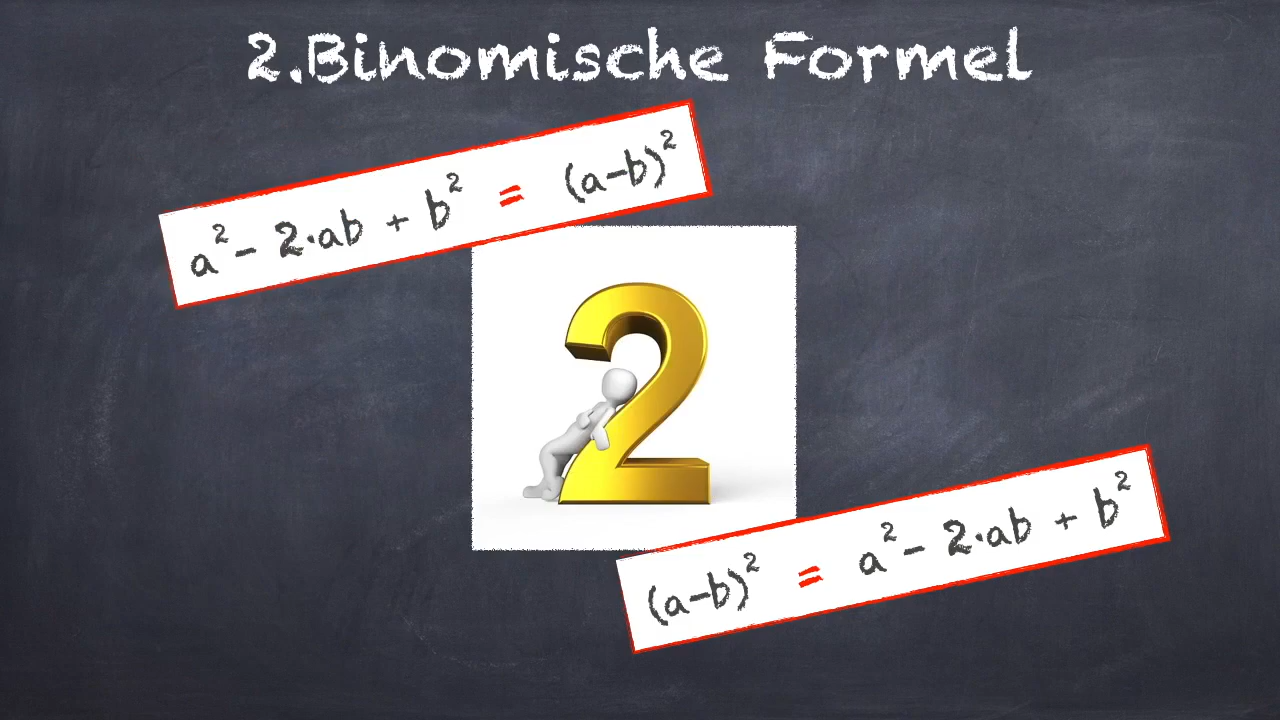 2.Binomische Formel
a² - 2·ab + b² = (a-b)²
2
(a-b)² = a² - 2·ab + b²